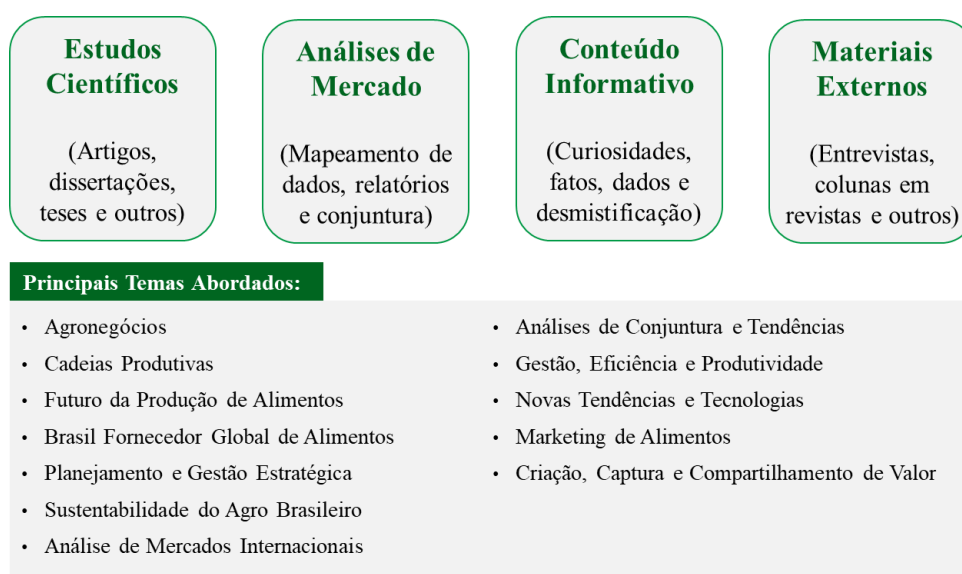 Estudos
Científicos
(Artigos,
dissertações,
teses e outros)
Análises de
Mercado
(Mapeamento de
dados, relatórios
e conjuntura)
Conteúdo
Informativo
(Curiosidades,
fatos, dados e
desmistificação)
Materiais
Externos
(Entrevistas,
colunas em
revistas e outros)
Principais Temas Abordados:
• Agronegócios
• Cadeias Produtivas
• Futuro da Produção de Alimentos
• Brasil Fornecedor Global de Alimentos
• Planejamento e Gestão Estratégica
• Sustentabilidade do Agro Brasileiro
• Análise de Mercados Internacionais
• Análises de Conjuntura e Tendências
• Gestão, Eficiência e Produtividade
• Novas Tendências e Tecnologias
• Marketing de Alimentos
• Criação, Captura e Compartilhamento de Valor